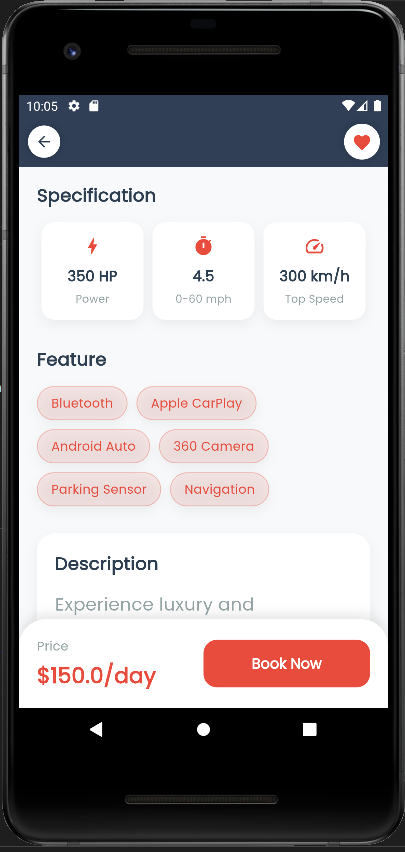 10:05
Specification
350 HP 4.5 300 km/h
Power 0-60 mph Top Speed
Feature
Bluetooth Apple CarPlay
Android Auto 360 Camera
Parking Sensor Navigation
Description
Experience luxury and
Price
$150.0/day Book Now